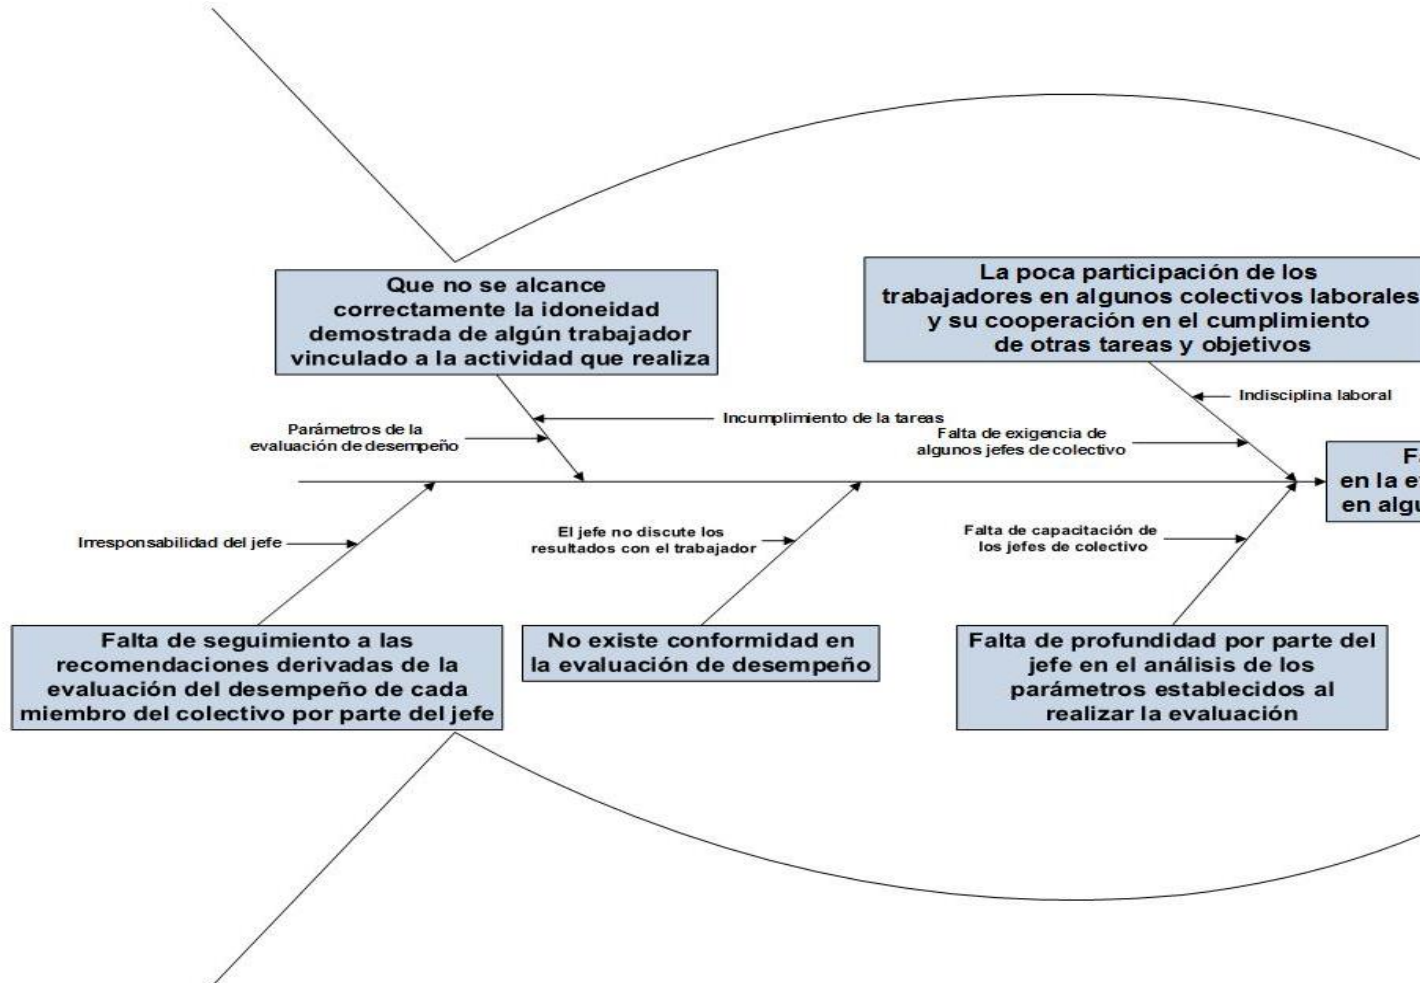 Que no se alcance
correctamente la idoneidad
demostrada de algún trabajador
vinculado a la actividad que realiza
La poca participación de los
trabajadores en algunos colectivos laborales
y su cooperación en el cumplimiento
de otras tareas y objetivos
Parámetros de la
evaluación de desempeño
Incumplimiento de la tareas
Falta de exigencia de
algunos jefes de colectivo
Indisciplina laboral
en la
Irresponsabilidad del jefe
El jefe no discute los
resultados con el trabajador
Falta de capacitación de
los jefes de colectivo
Falta de seguimiento a las
recomendaciones derivadas de la
evaluación del desempeño de cada
miembro del colectivo por parte del jefe
No existe conformidad en
la evaluación de desempeño
Falta de profundidad por parte del
jefe en el análisis de los
parámetros establecidos al
realizar la evaluación